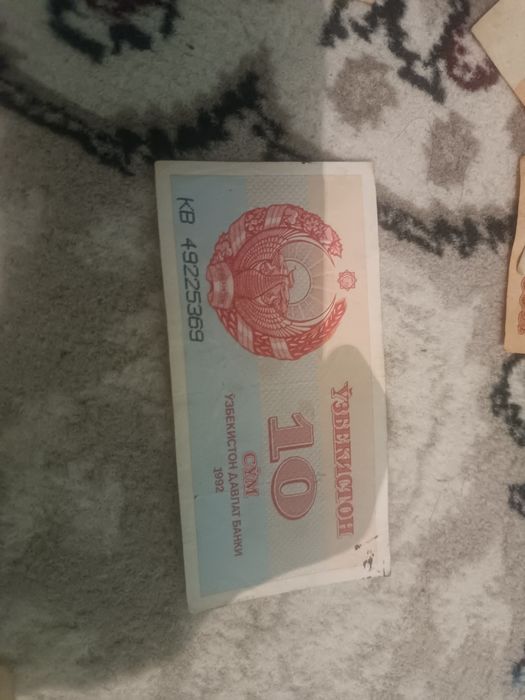 ЎЗБЕКИСТОН
10
СЎМ
ЎЗБЕКИСТОН ДАВЛАТ БАНКИ
1992
КВ 49225369